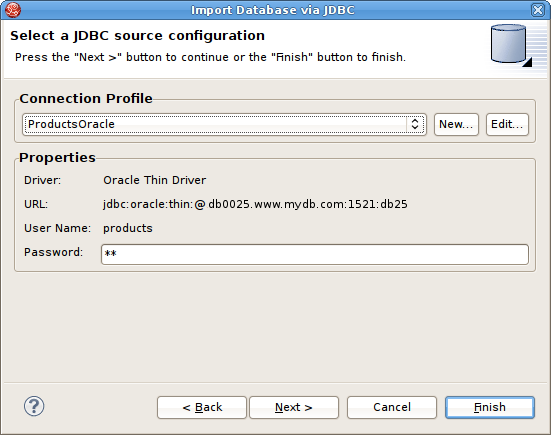 Import Database via JDBC
Select a JDBC source configuration
Press the "Next >" button to continue or the "Finish" button to finish.
Connection Profile
ProductsOracle
New...
Edit...
Properties
Driver: Oracle Thin Driver
URL: jdbc:oracle:thin:@db0025.www.mydb.com:1521:db25
User Name: products
Password: **
?
< Back
Next >
Cancel
Finish